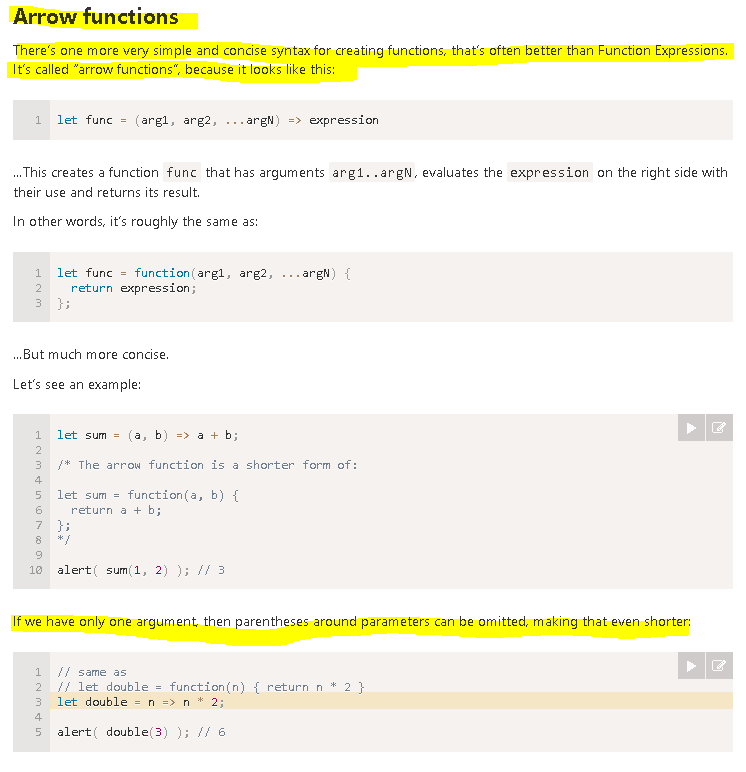 Arrow functions
There's one more very simple and concise syntax for creating functions, that's often better than Function Expressions.
It's called "arrow functions", because it looks like this:
1 let func = (arg1, arg2, ...argN) => expression
…This creates a function func that has arguments arg1..argN, evaluates the expression on the right side with
their use and returns its result.
In other words, it's roughly the same as:
1 let func = function(arg1, arg2, ...argN) {
2   return expression;
3 };
…But much more concise.
Let's see an example:
1 let sum = (a, b) => a + b;
2
3 /* The arrow function is a shorter form of:
4
5 let sum = function(a, b) {
6   return a + b;
7 };
8 */
9
10 alert( sum(1, 2) ); // 3
If we have only one argument, then parentheses around parameters can be omitted, making that even shorter:
1 // same as
2 // let double = function(n) { return n * 2 }
3 let double = n => n * 2;
4
5 alert( double(3) ); // 6